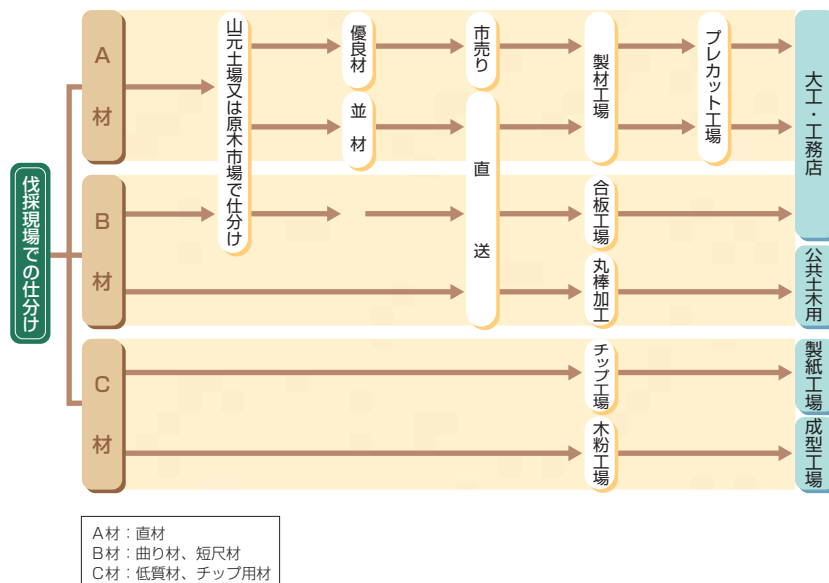 伐採現場での仕分け
A材
B材
C材
山元土場又は原木市場で仕分け
優良材
並材
市売り
直送
製材工場
合板工場
丸棒加工
チップ工場
木粉工場
プレカット工場
大工・工務店
公共土木用
製紙工場
成型工場
A材：直材
B材：曲り材、短尺材
C材：低質材、チップ用材